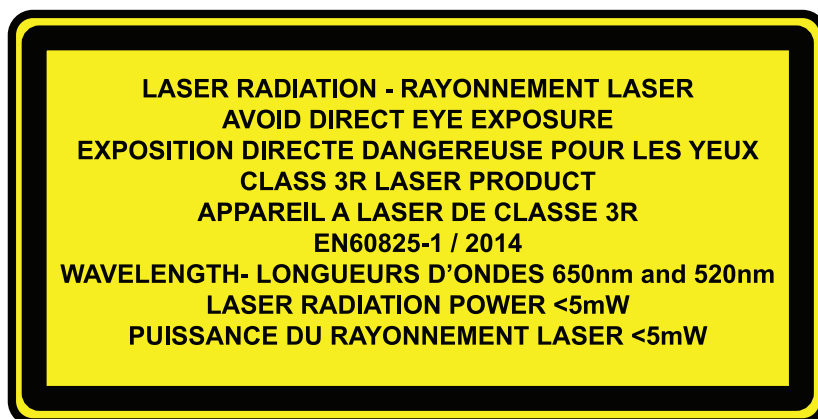 LASER RADIATION - RAYONNEMENT LASER
AVOID DIRECT EYE EXPOSURE
EXPOSITION DIRECTE DANGEREUSE POUR LES YEUX
CLASS 3R LASER PRODUCT
APPAREIL A LASER DE CLASSE 3R
EN60825-1 / 2014
WAVELENGTH- LONGUEURS D’ONDES 650nm and 520nm
LASER RADIATION POWER <5mW
PUISSANCE DU RAYONNEMENT LASER <5mW